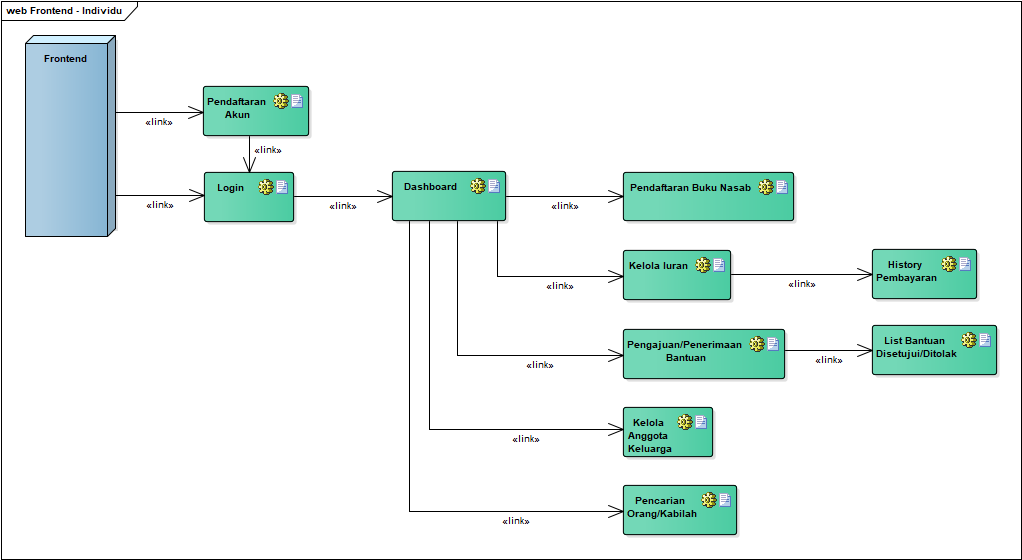 web Frontend - Individu
Frontend
Pendaftaran
Akun
«link»
«link»
Login
«link»
«link»
Dashboard
«link»
Pendaftaran Buku Nasab
«link»
Kelola Iuran
«link»
History
Pembayaran
«link»
Pengajuan/Penerimaan
Bantuan
«link»
List Bantuan
Disetujui/Ditolak
«link»
Kelola
Anggota
Keluarga
«link»
Pencarian
Orang/Kabilah